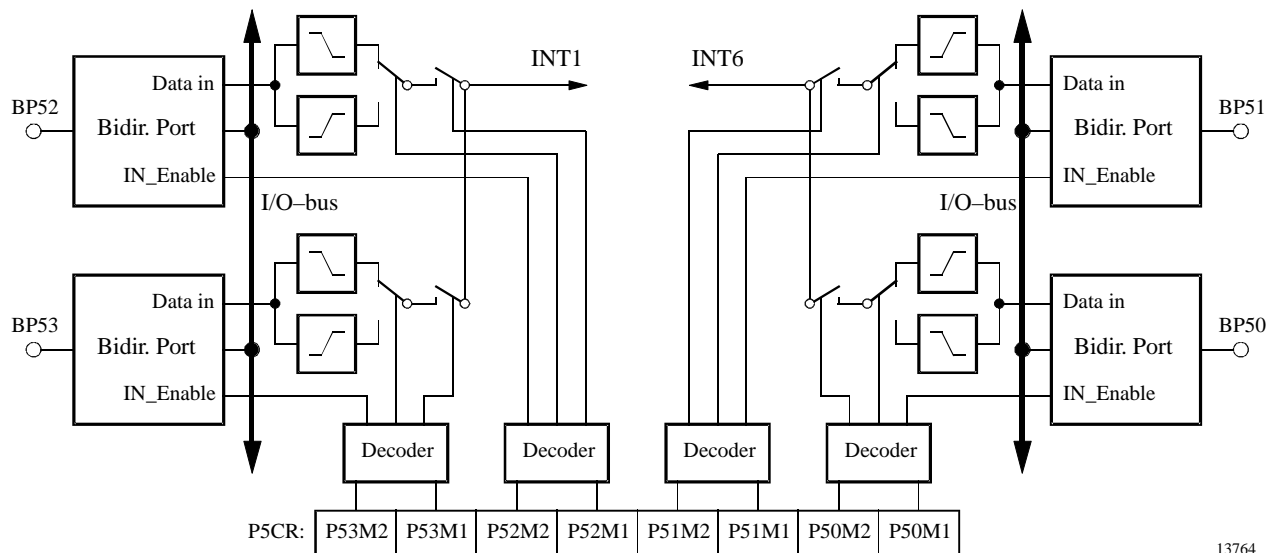 INT1
INT6
Data in
BP52
Bidir. Port
IN_Enable
Data in
BP51
Bidir. Port
IN_Enable
I/O–bus
I/O–bus
Data in
BP53
Bidir. Port
IN_Enable
Data in
BP50
Bidir. Port
IN_Enable
Decoder
Decoder
Decoder
Decoder
P5CR: P53M2 P53M1 P52M2 P52M1 P51M2 P51M1 P50M2 P50M1
13764